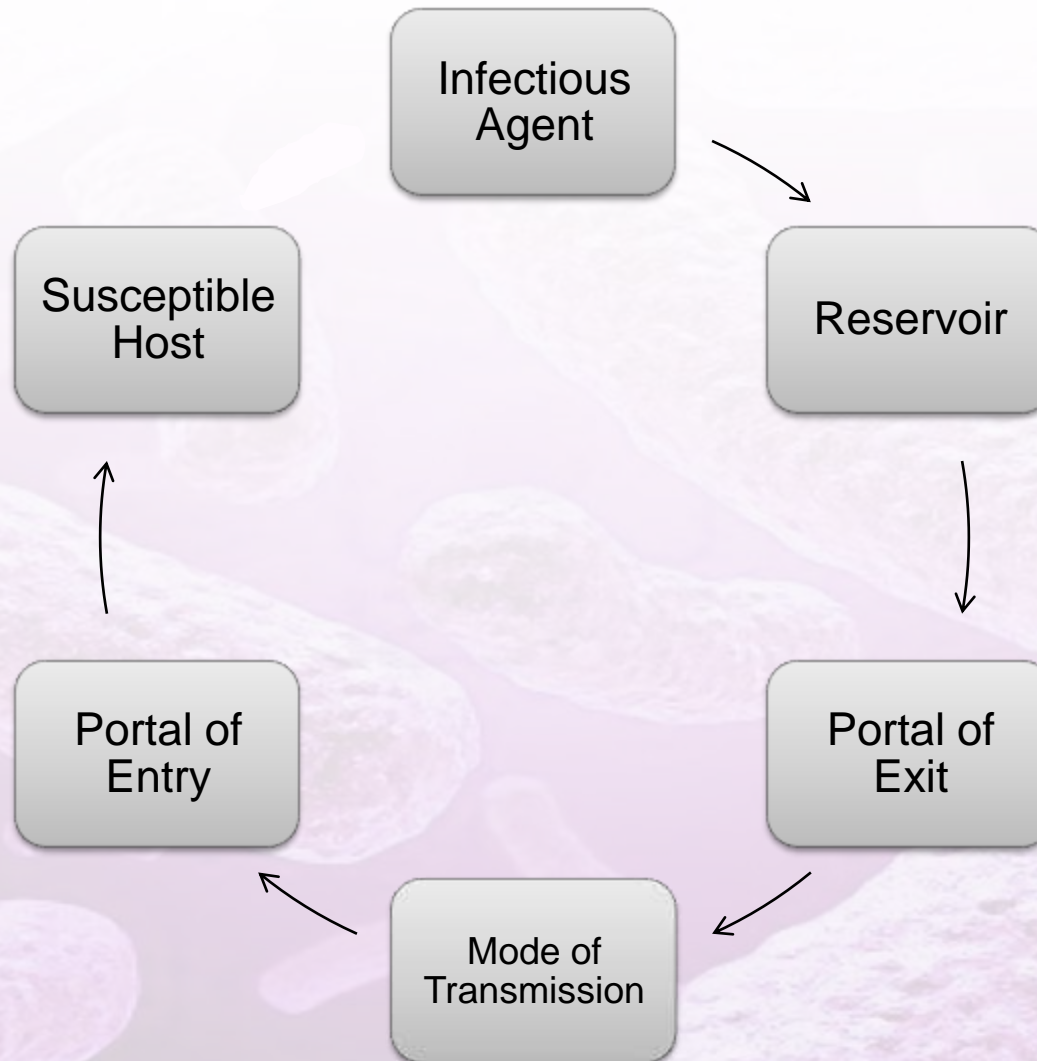 Infectious
Agent
Reservoir
Portal of
Exit
Mode of
Transmission
Portal of
Entry
Susceptible
Host